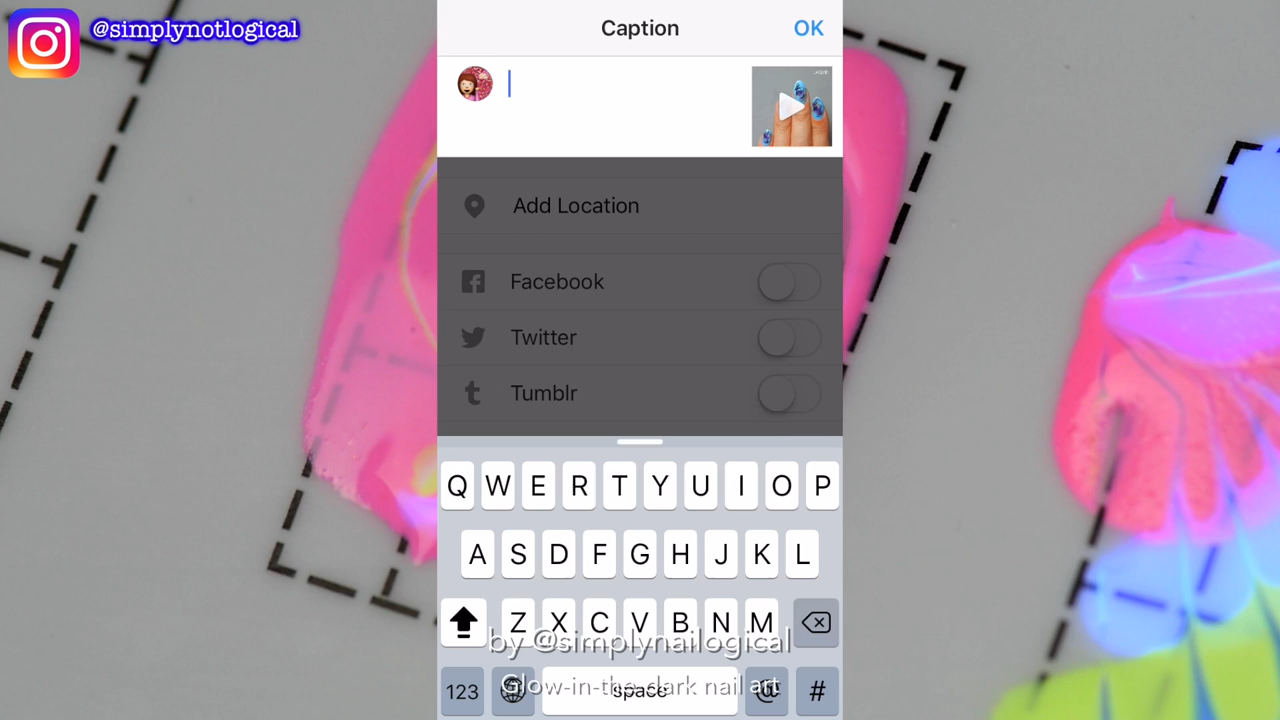 @simplynotlogical
Caption
OK
Add Location
Facebook
Twitter
Tumblr
Q W E R T Y U I O P
A S D F G H J K L
Z X C V B N M
by @simplynailogical
123 space @ #
Glow-in-the-dark nail art